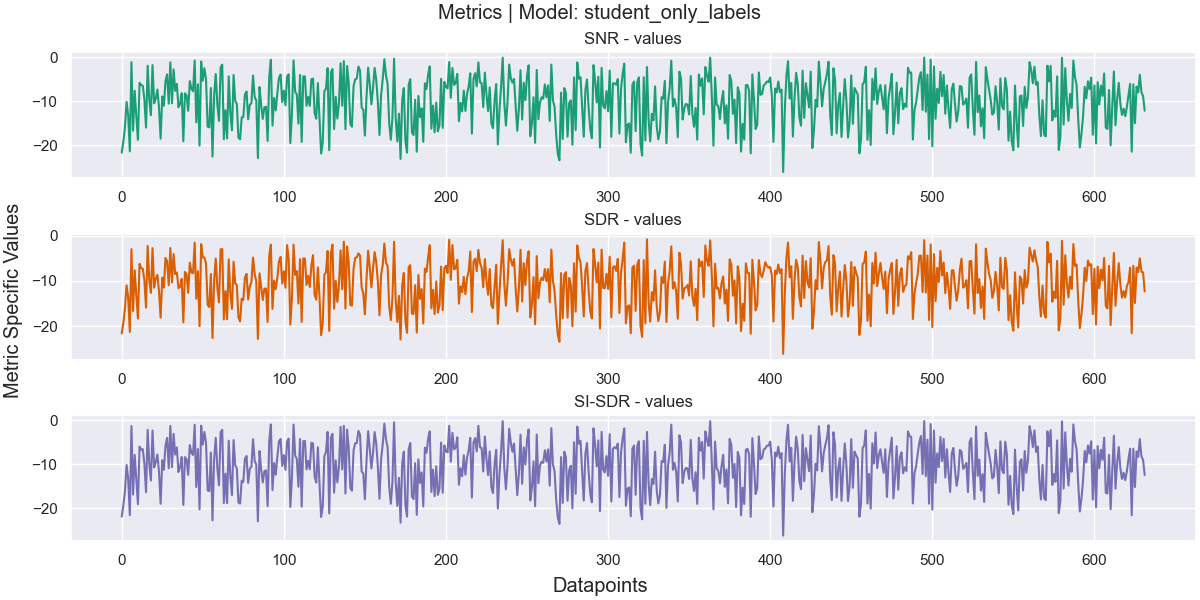 Metrics | Model: student_only_labels
SNR - values
0
−10
−20
0 100 200 300 400 500 600
SDR - values
0
−10
−20
0 100 200 300 400 500 600
SI-SDR - values
0
−10
−20
0 100 200 300 400 500 600
Metric Specific Values
Datapoints